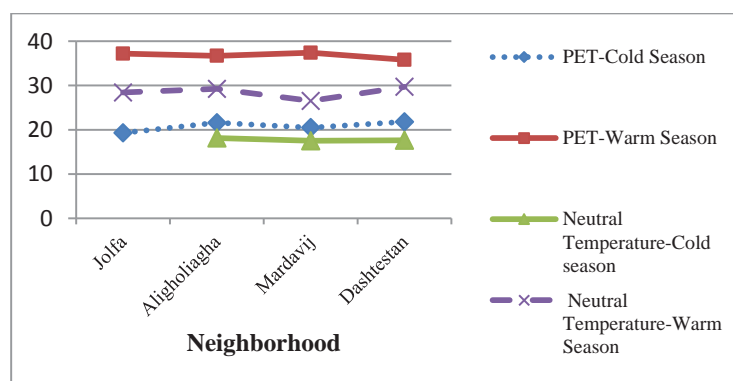 40
30
20
10
0
Jolfa
Aligholiagha
Mardavij
Dashtestan
Neighborhood
PET-Cold Season
PET-Warm Season
Neutral
Temperature-Cold
season
Neutral
Temperature-Warm
Season